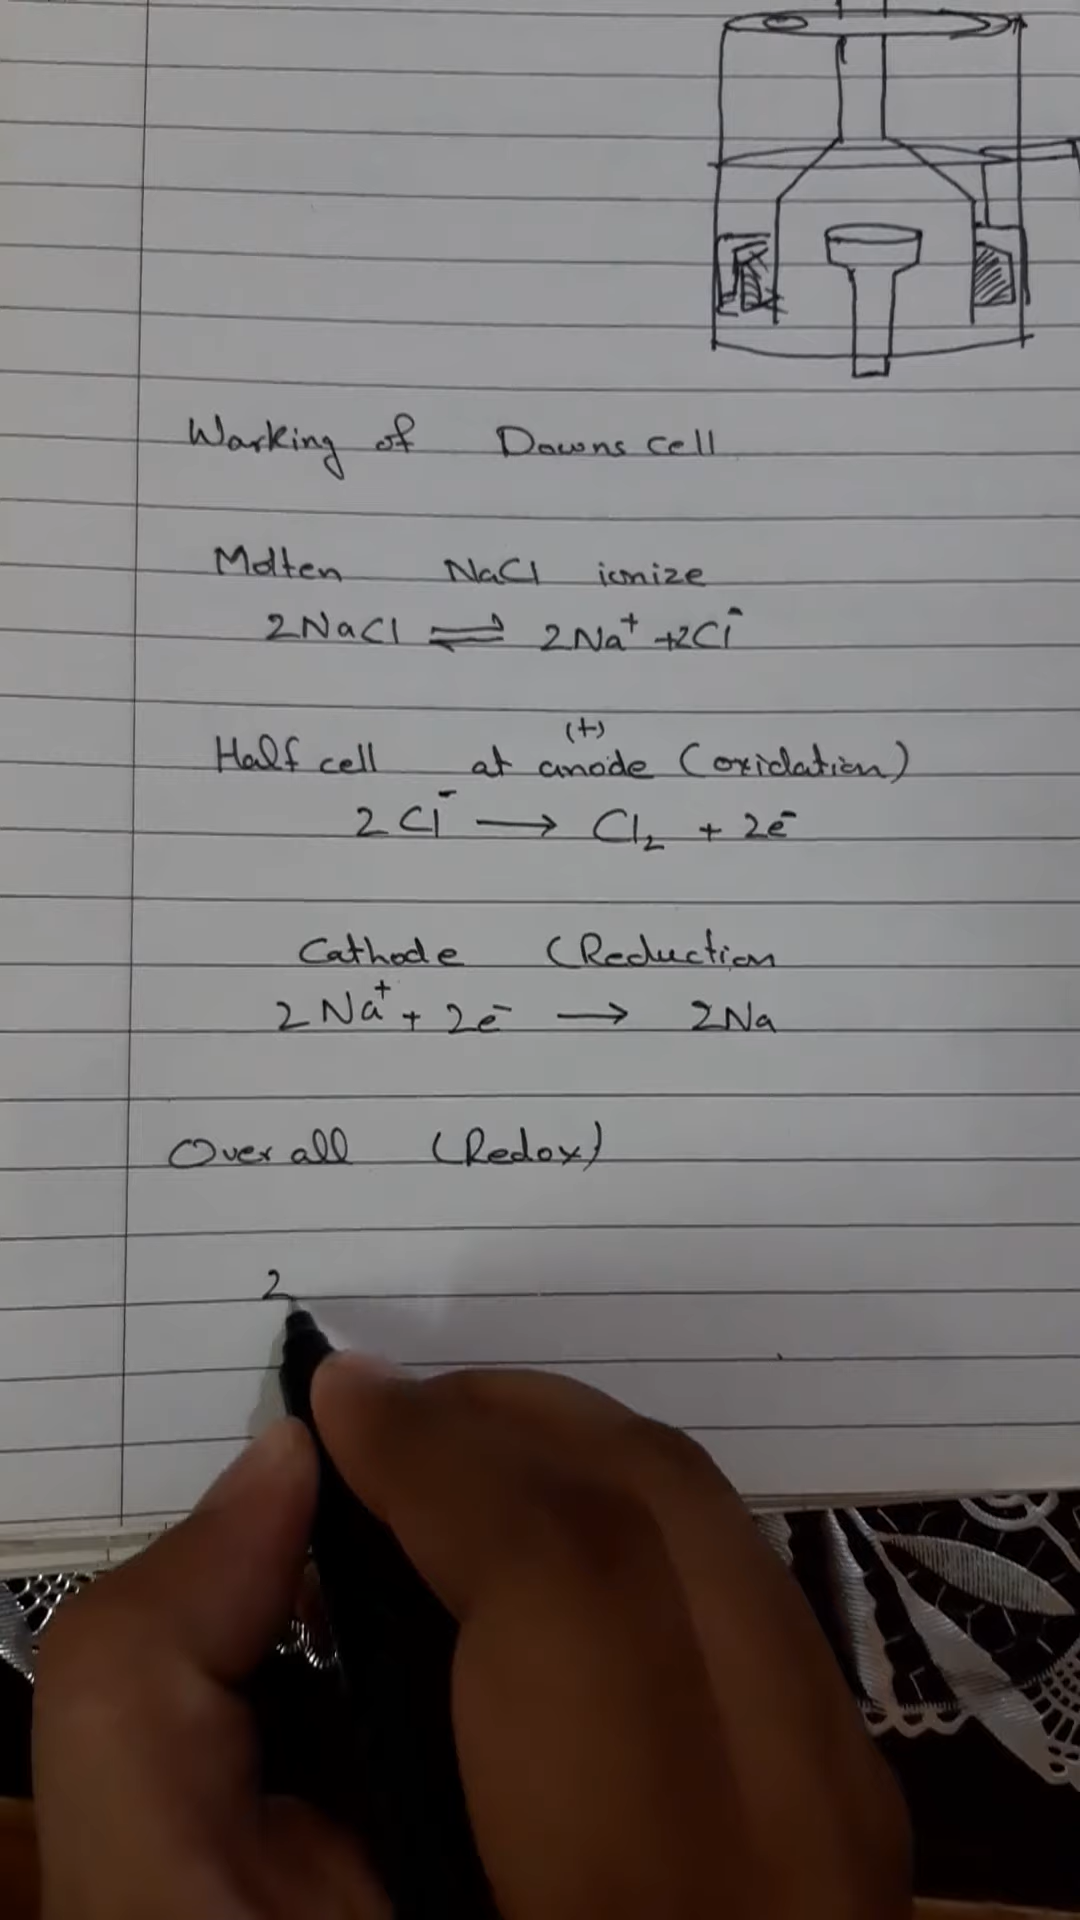 Working of Downs cell
Molten NaCl ionize
2NaCl ⇌ 2Na⁺ +2Cl⁻
(+)
Half cell at anode (oxidation)
2Cl⁻ → Cl₂ + 2e⁻
Cathode (Reduction
2Na⁺ + 2e⁻ → 2Na
Over all (Redox)
2